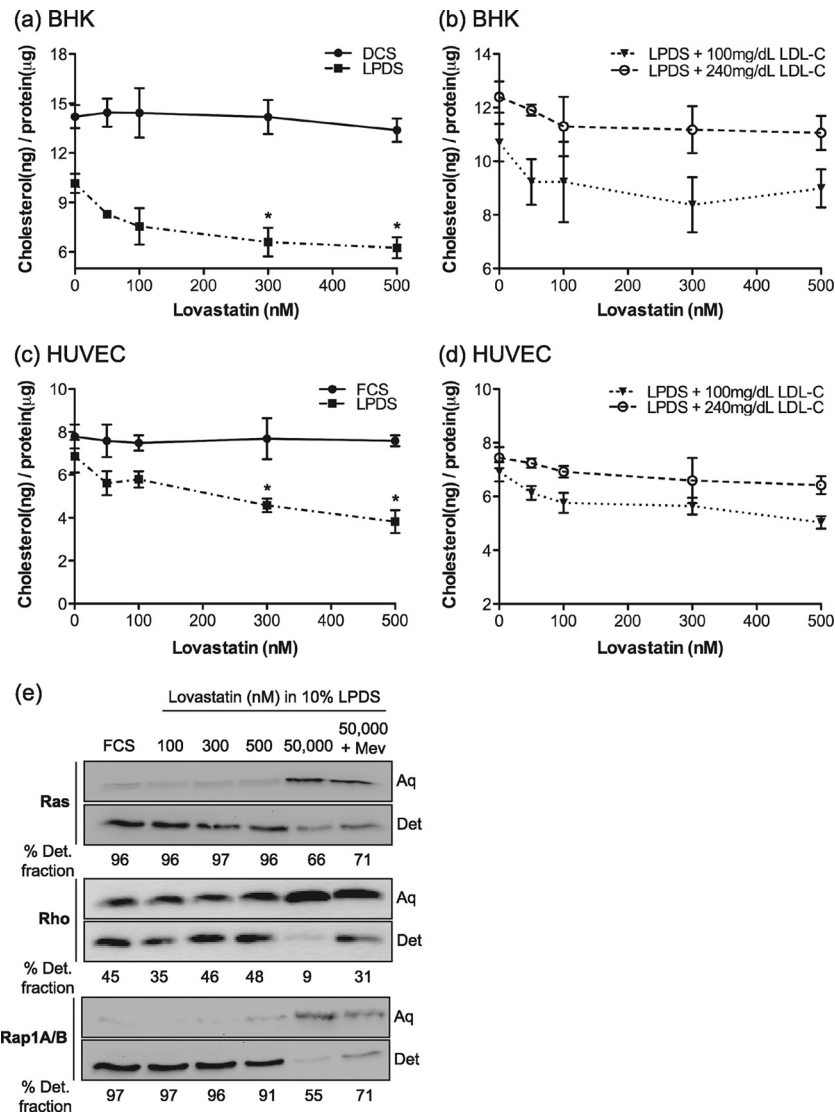 (a) BHK
DCS
LPDS
Cholesterol(ng) / protein(μg)
18
14
10
6
*
*
0
100
200
300
400
500
Lovastatin (nM)
(b) BHK
LPDS + 100mg/dL LDL-C
LPDS + 240mg/dL LDL-C
Cholesterol(ng) / protein(μg)
14
12
10
8
6
0
100
200
300
400
500
Lovastatin (nM)
(c) HUVEC
FCS
LPDS
Cholesterol(ng) / protein(μg)
10
8
6
4
2
0
*
*
0
100
200
300
400
500
Lovastatin (nM)
(d) HUVEC
LPDS + 100mg/dL LDL-C
LPDS + 240mg/dL LDL-C
Cholesterol(ng) / protein(μg)
10
8
6
4
2
0
100
200
300
400
500
Lovastatin (nM)
(e)
Lovastatin (nM) in 10% LPDS
FCS 100 300 500 50,000 50,000 + Mev
Ras
Aq
Det
% Det. fraction 96 96 97 96 66 71
Rho
Aq
Det
% Det. fraction 45 35 46 48 9 31
Rap1A/B
Aq
Det
% Det. fraction 97 97 96 91 55 71